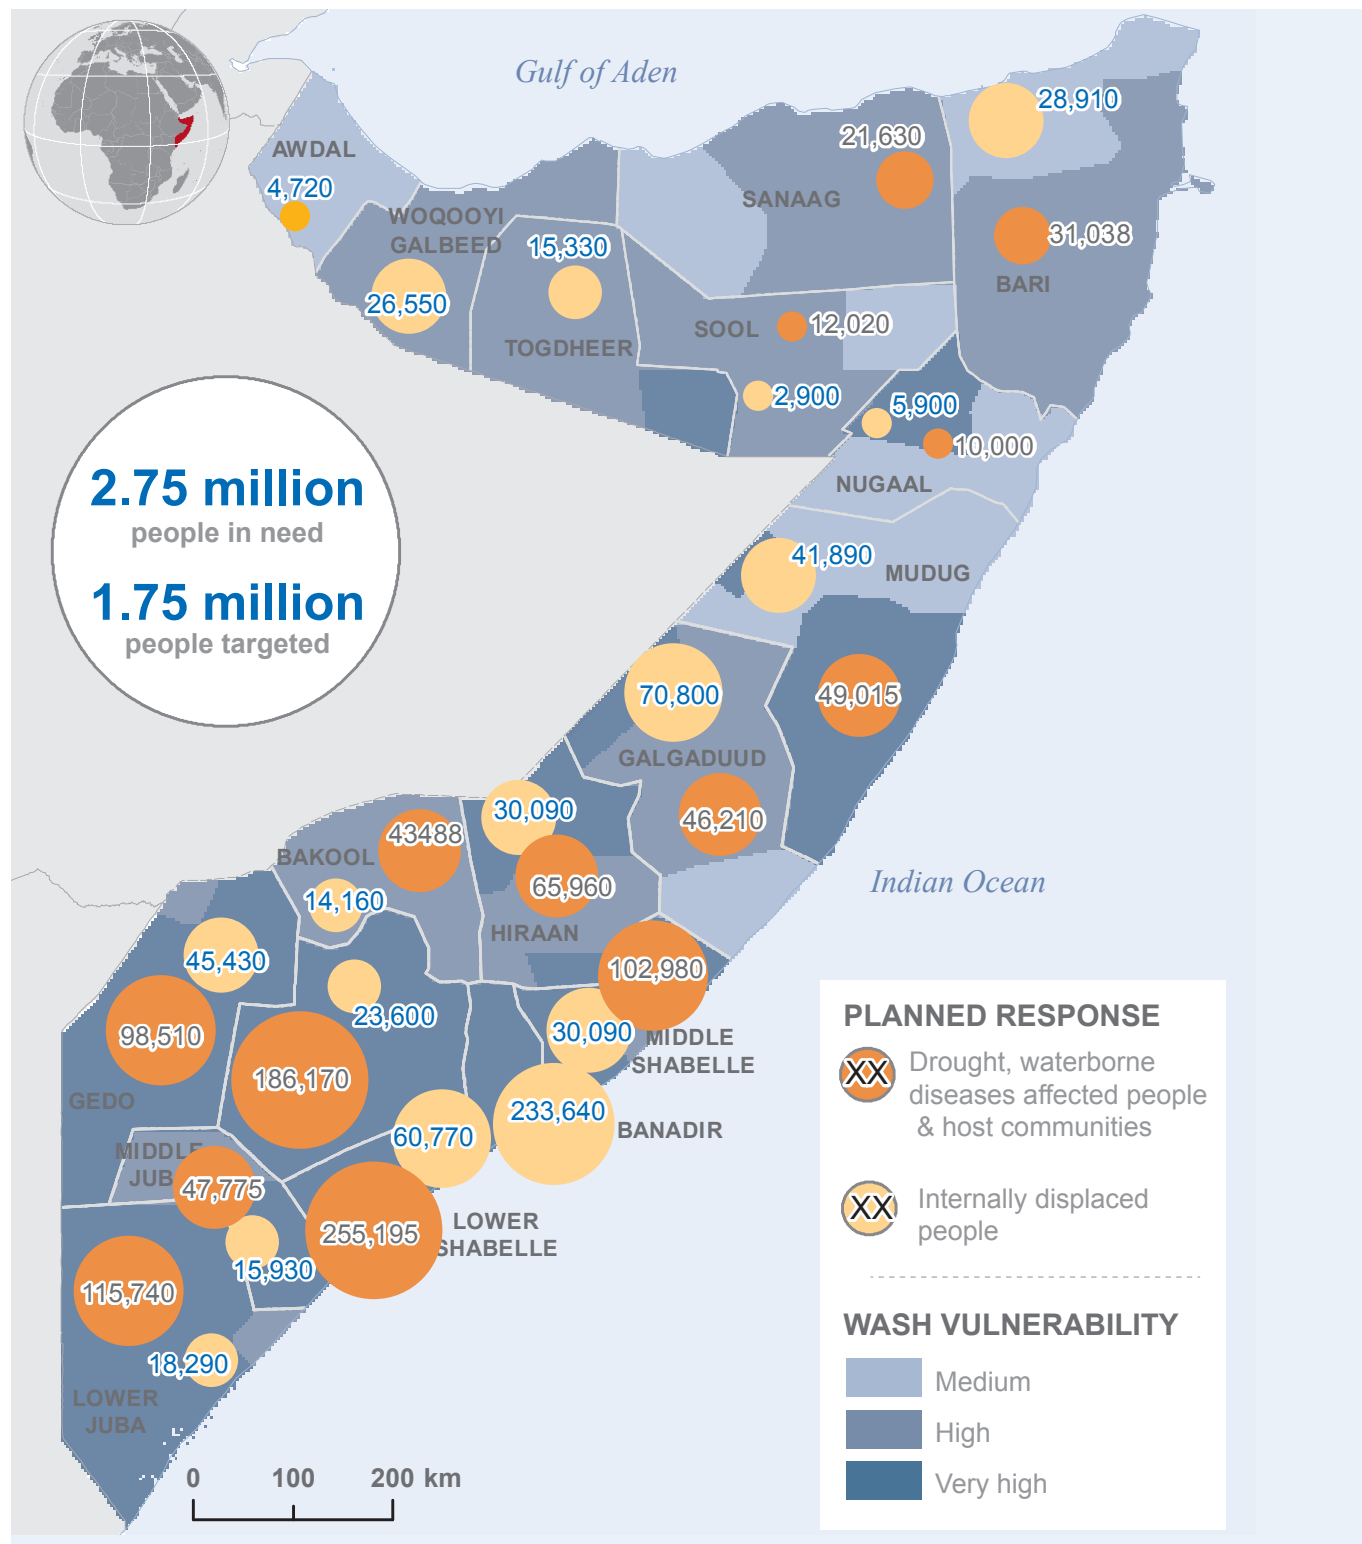 Gulf of Aden
28,910
21,630
AWDAL
4,720
SANAAG
WOQOOYI
GALBEED
15,330
31,038
BARI
26,550
SOOL
12,020
TOGDHEER
2,900
5,900
10,000
NUGAAL
2.75 million
people in need
1.75 million
people targeted
41,890
MUDUG
70,800
49,015
GALGADUUD
30,090
46,210
43488
BAKOOL
65,960
Indian Ocean
14,160
HIRAAN
45,430
102,980
23,600
98,510
30,090
MIDDLE
SHABELLE
186,170
GEDO
233,640
BANADIR
60,770
MIDDLE
JUB
47,775
LOWER
SHABELLE
255,195
15,930
115,740
18,290
LOWER
JUBA
0 100 200 km
PLANNED RESPONSE
XX
Drought, waterborne
diseases affected people
& host communities
XX
Internally displaced
people
WASH VULNERABILITY
Medium
High
Very high